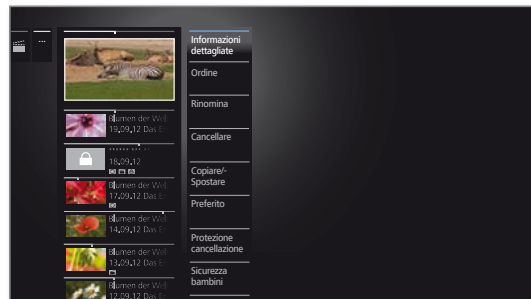 ...
Blumen der Wel
19.09.12 Das E
18.09.12
Blumen der Wel
17.09.12 Das E
Blumen der Wel
14.09.12 Das E
Blumen der Wel
13.09.12 Das E
Blumen der Wel
12.09.12 Das E
Informazioni
dettagliate
Ordine
Rinomina
Cancellare
Copiare/-
Spostare
Preferito
Protezione
cancellazione
Sicurezza
bambini